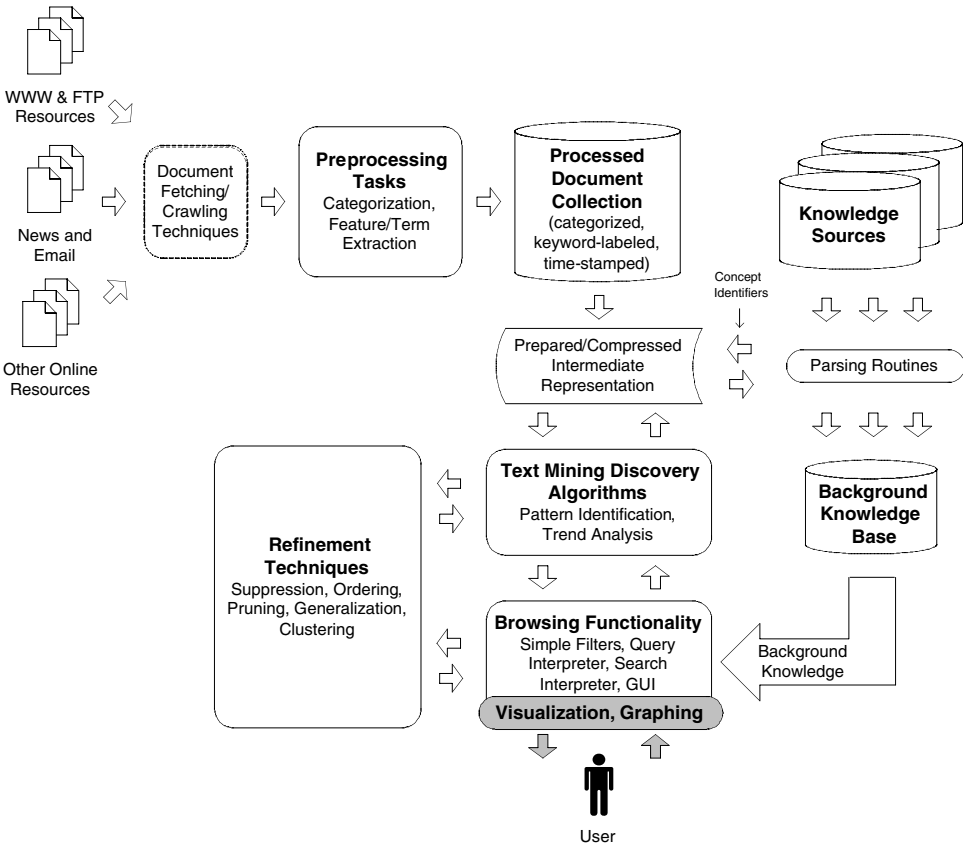 WWW & FTP
Resources
News and
Email
Other Online
Resources
Document
Fetching/
Crawling
Techniques
Preprocessing
Tasks
Categorization,
Feature/Term
Extraction
Processed
Document
Collection
(categorized,
keyword-labeled,
time-stamped)
Knowledge
Sources
Concept
Identifiers
Prepared/Compressed
Intermediate
Representation
Parsing Routines
Text Mining Discovery
Algorithms
Pattern Identification,
Trend Analysis
Background
Knowledge
Base
Refinement
Techniques
Suppression, Ordering,
Pruning, Generalization,
Clustering
Browsing Functionality
Simple Filters, Query
Interpreter, Search
Interpreter, GUI
Visualization, Graphing
Background
Knowledge
User